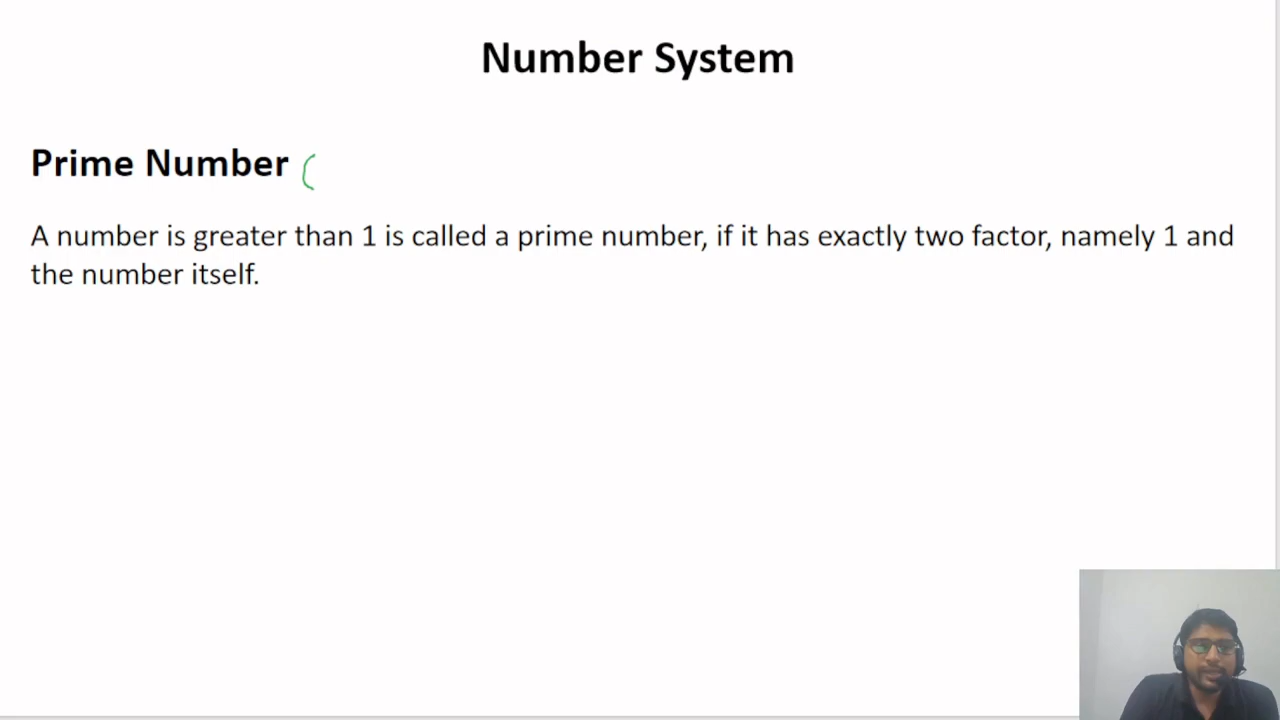 Number System
Prime Number (
A number is greater than 1 is called a prime number, if it has exactly two factor, namely 1 and
the number itself.